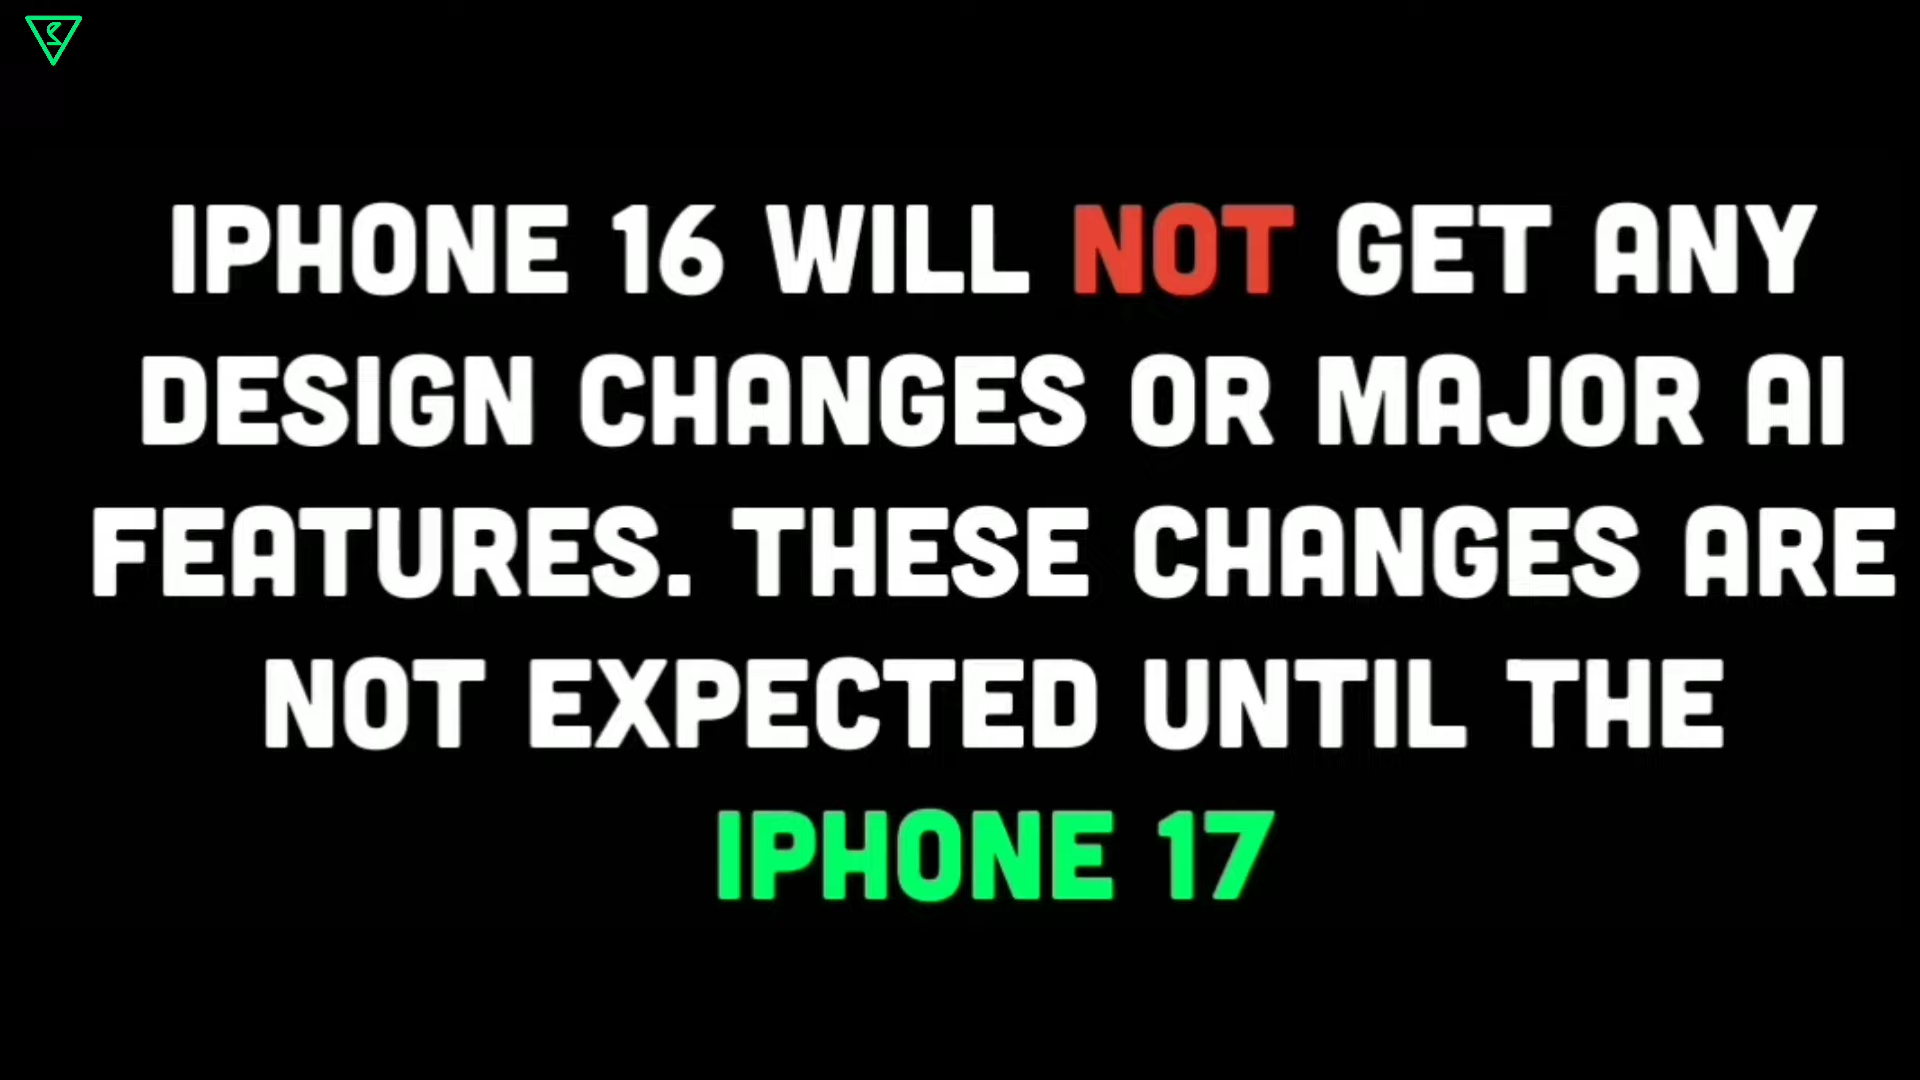 IPHONE 16 WILL NOT GET ANY
DESIGN CHANGES OR MAJOR AI
FEATURES. THESE CHANGES ARE
NOT EXPECTED UNTIL THE
IPHONE 17